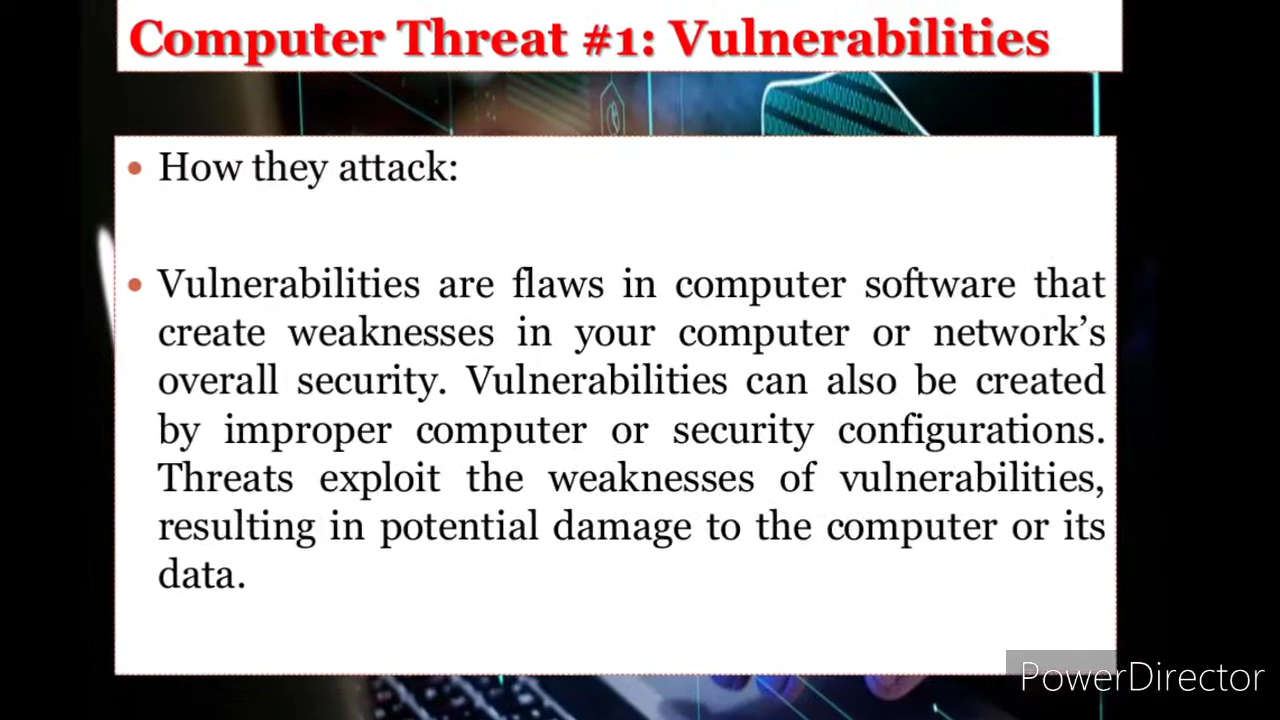 Computer Threat #1: Vulnerabilities
• How they attack:
• Vulnerabilities are flaws in computer software that
create weaknesses in your computer or network’s
overall security. Vulnerabilities can also be created
by improper computer or security configurations.
Threats exploit the weaknesses of vulnerabilities,
resulting in potential damage to the computer or its
data.
PowerDirector